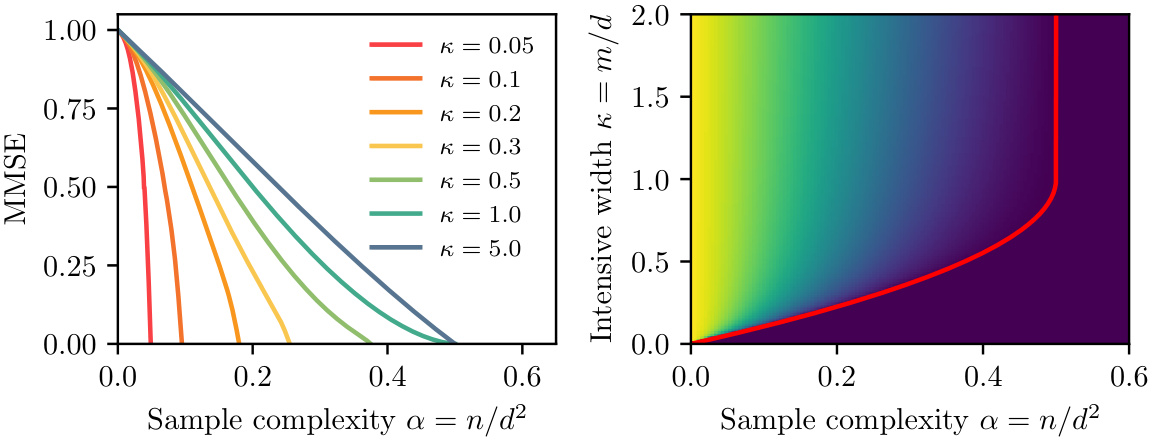 MMSE
1.00
0.75
0.50
0.25
0.00
0.0 0.2 0.4 0.6
Sample complexity α = n/d²
κ = 0.05
κ = 0.1
κ = 0.2
κ = 0.3
κ = 0.5
κ = 1.0
κ = 5.0
Intensive width κ = m/d
2.0
1.5
1.0
0.5
0.0
0.0 0.2 0.4 0.6
Sample complexity α = n/d²